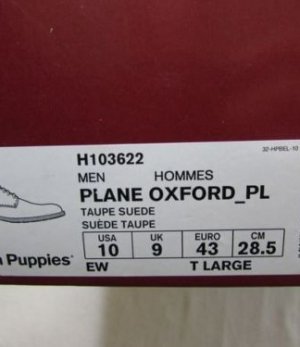 32-HPBEL-10
H103622
MEN HOMMES
PLANE OXFORD_PL
TAUPE SUEDE
SUÈDE TAUPE
USA UK EURO CM
10 9 43 28.5
Puppies®
EW T LARGE